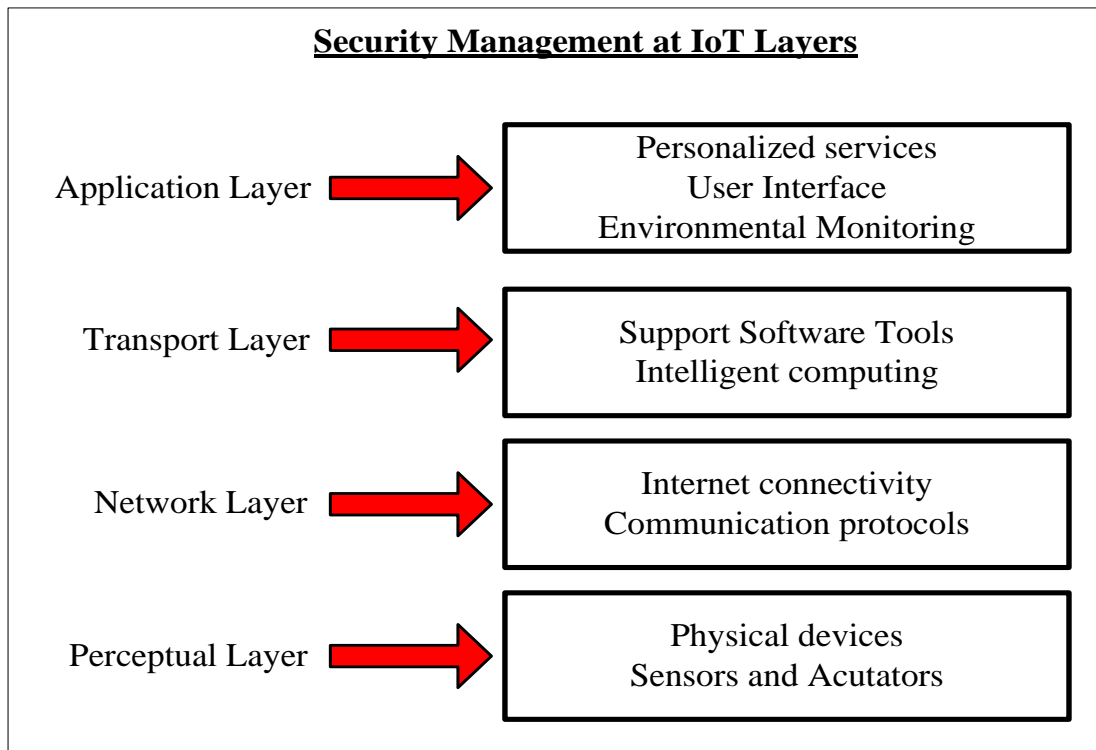 Security Management at IoT Layers
Application Layer
Personalized services
User Interface
Environmental Monitoring
Transport Layer
Support Software Tools
Intelligent computing
Network Layer
Internet connectivity
Communication protocols
Perceptual Layer
Physical devices
Sensors and Acutators